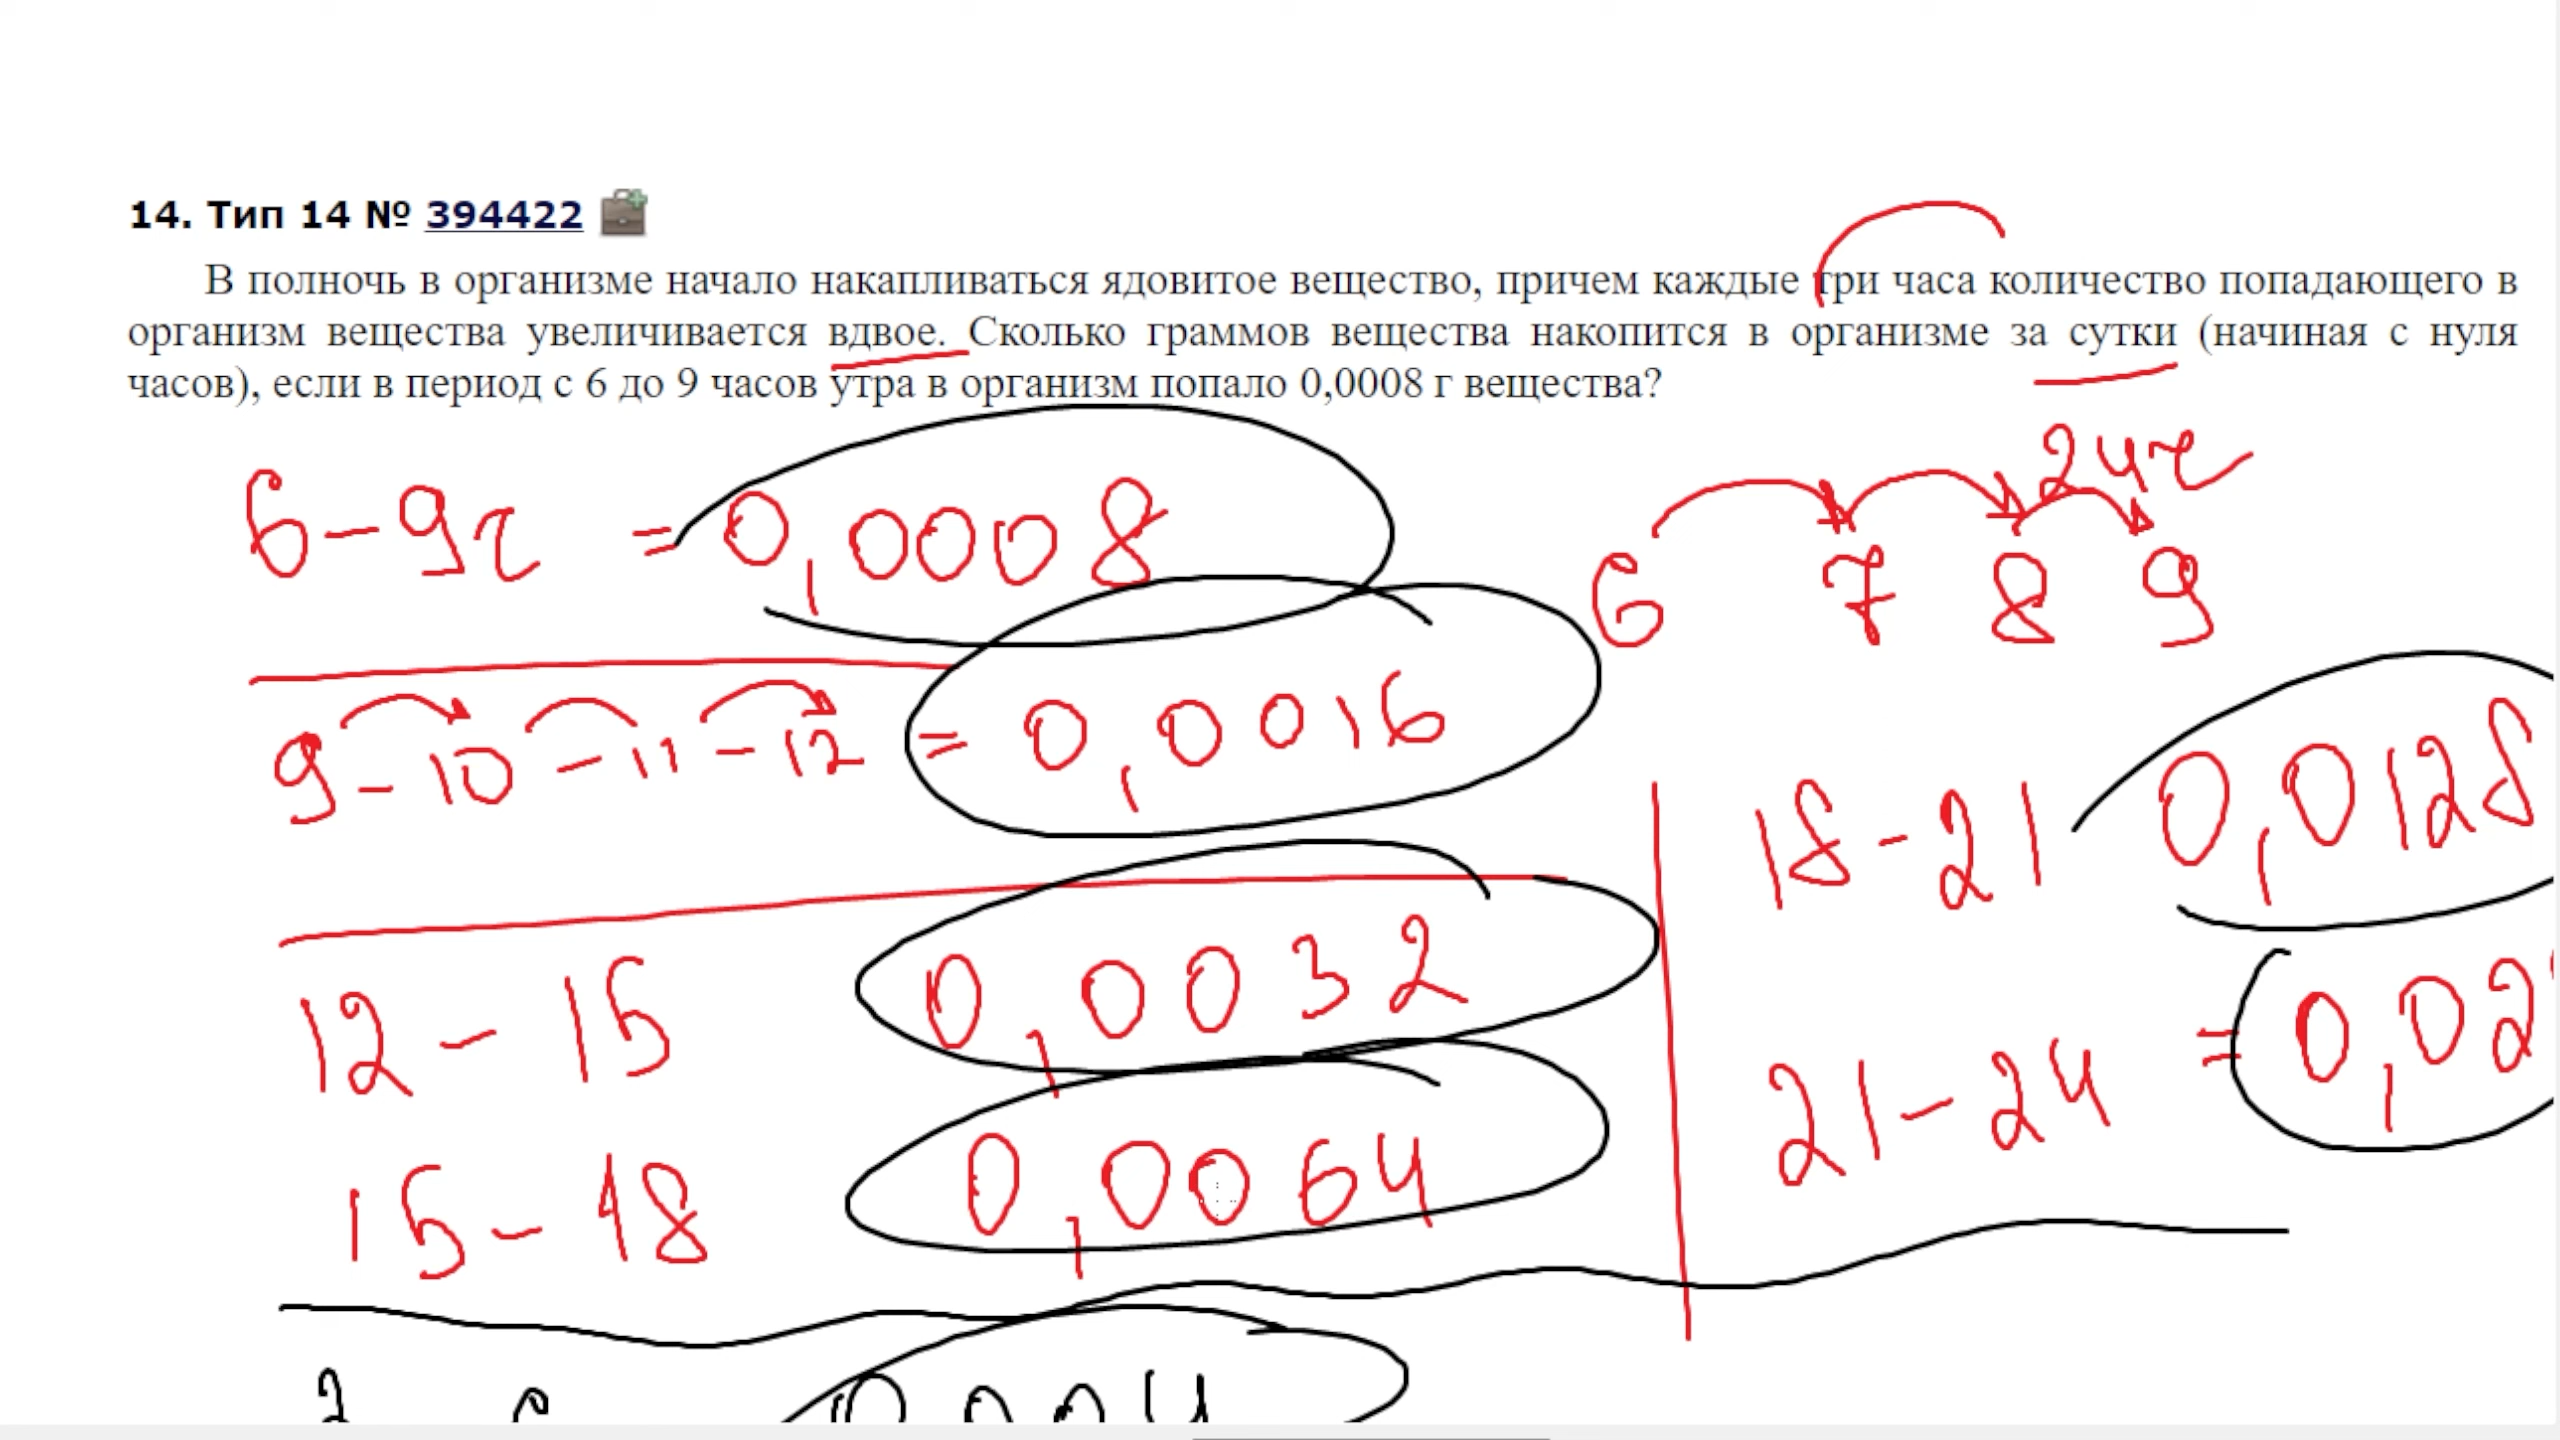 14. Тип 14 № 394422
В полночь в организме начало накапливаться ядовитое вещество, причем каждые три часа количество попадающего в
организм вещества увеличивается вдвое. Сколько граммов вещества накопится в организме за сутки (начиная с нуля
часов), если в период с 6 до 9 часов утра в организм попало 0,0008 г вещества?
24ч
6-9ч = 0,0008
6 7 8 9
9-10-11-12 = 0,0016
18-21 0,0128
12-15 0,0032
21-24 = 0,02
15-18 0,0064